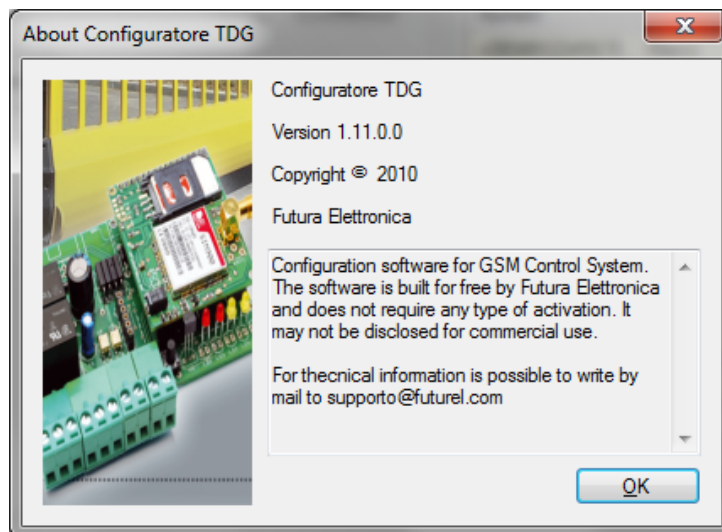 About Configuratore TDG
Configuratore TDG
Version 1.11.0.0
Copyright © 2010
Futura Elettronica
Configuration software for GSM Control System.
The software is built for free by Futura Elettronica
and does not require any type of activation. It
may not be disclosed for commercial use.
For thecnical information is possible to write by
mail to supporto@futurel.com
OK